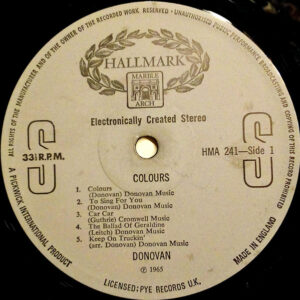 ALL RIGHTS OF THE MANUFACTURER AND OF THE OWNER OF THE RECORDED WORK RESERVED · UNAUTHORISED PUBLIC PERFORMANCE BROADCASTING AND COPYING OF THIS RECORD PROHIBITED
HALLMARK
MARBLE
ARCH
Electronically Created Stereo
S
33⅓ R.P.M.
HMA 241—Side 1
S
COLOURS
1. Colours
(Donovan) Donovan Music
2. To Sing For You
(Donovan) Donovan Music
3. Car Car
(Guthrie) Cromwell Music
4. The Ballad Of Geraldine
(Leitch) Donovan Music
5. Keep On Truckin'
(arr. Donovan) Donovan Music
DONOVAN
℗ 1965
A PICKWICK INTERNATIONAL PRODUCT
LICENSED: PYE RECORDS U.K.
MADE IN ENGLAND